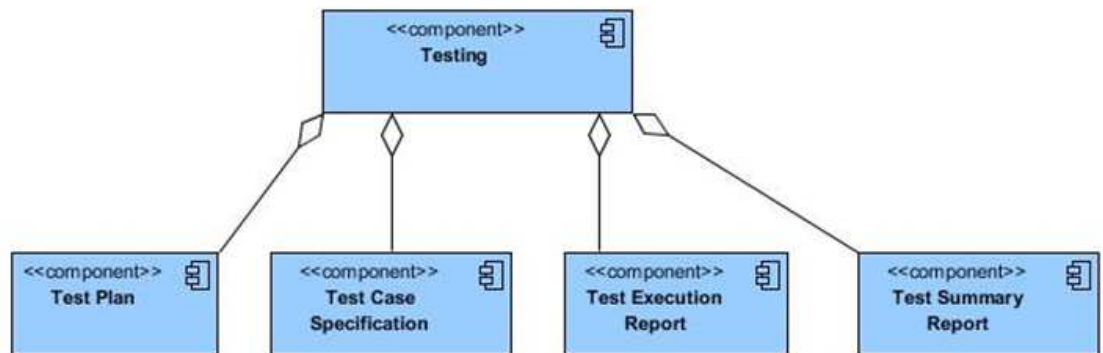 <<component>>
Testing
<<component>>
Test Plan
<<component>>
Test Case
Specification
<<component>>
Test Execution
Report
<<component>>
Test Summary
Report